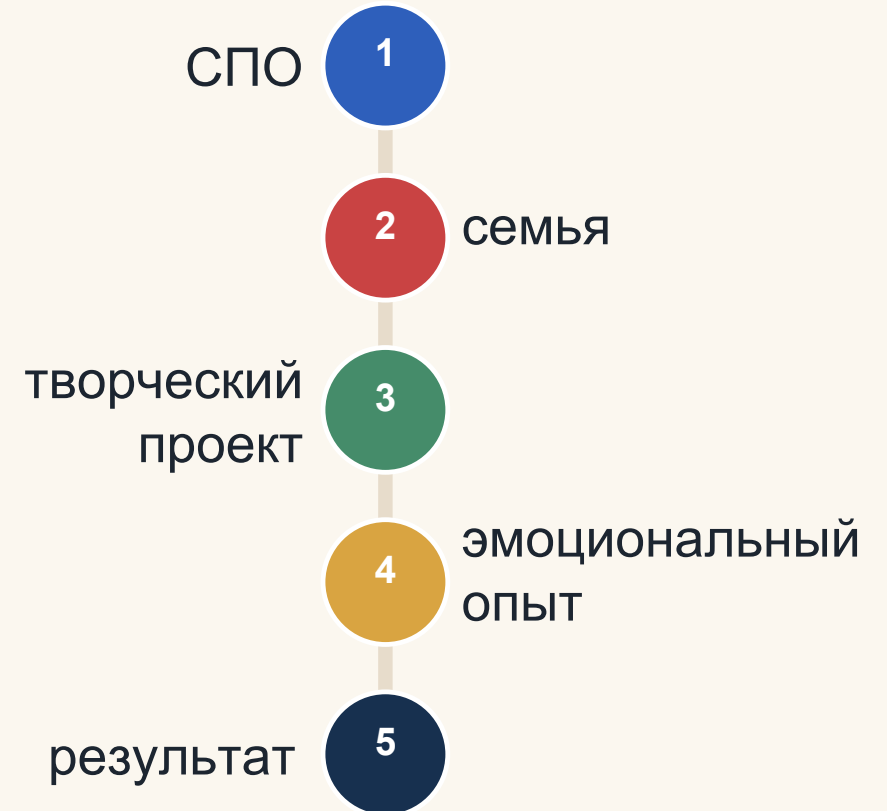 СПО
1
2
семья
творческий
проект
3
4
эмоциональный
опыт
результат
5